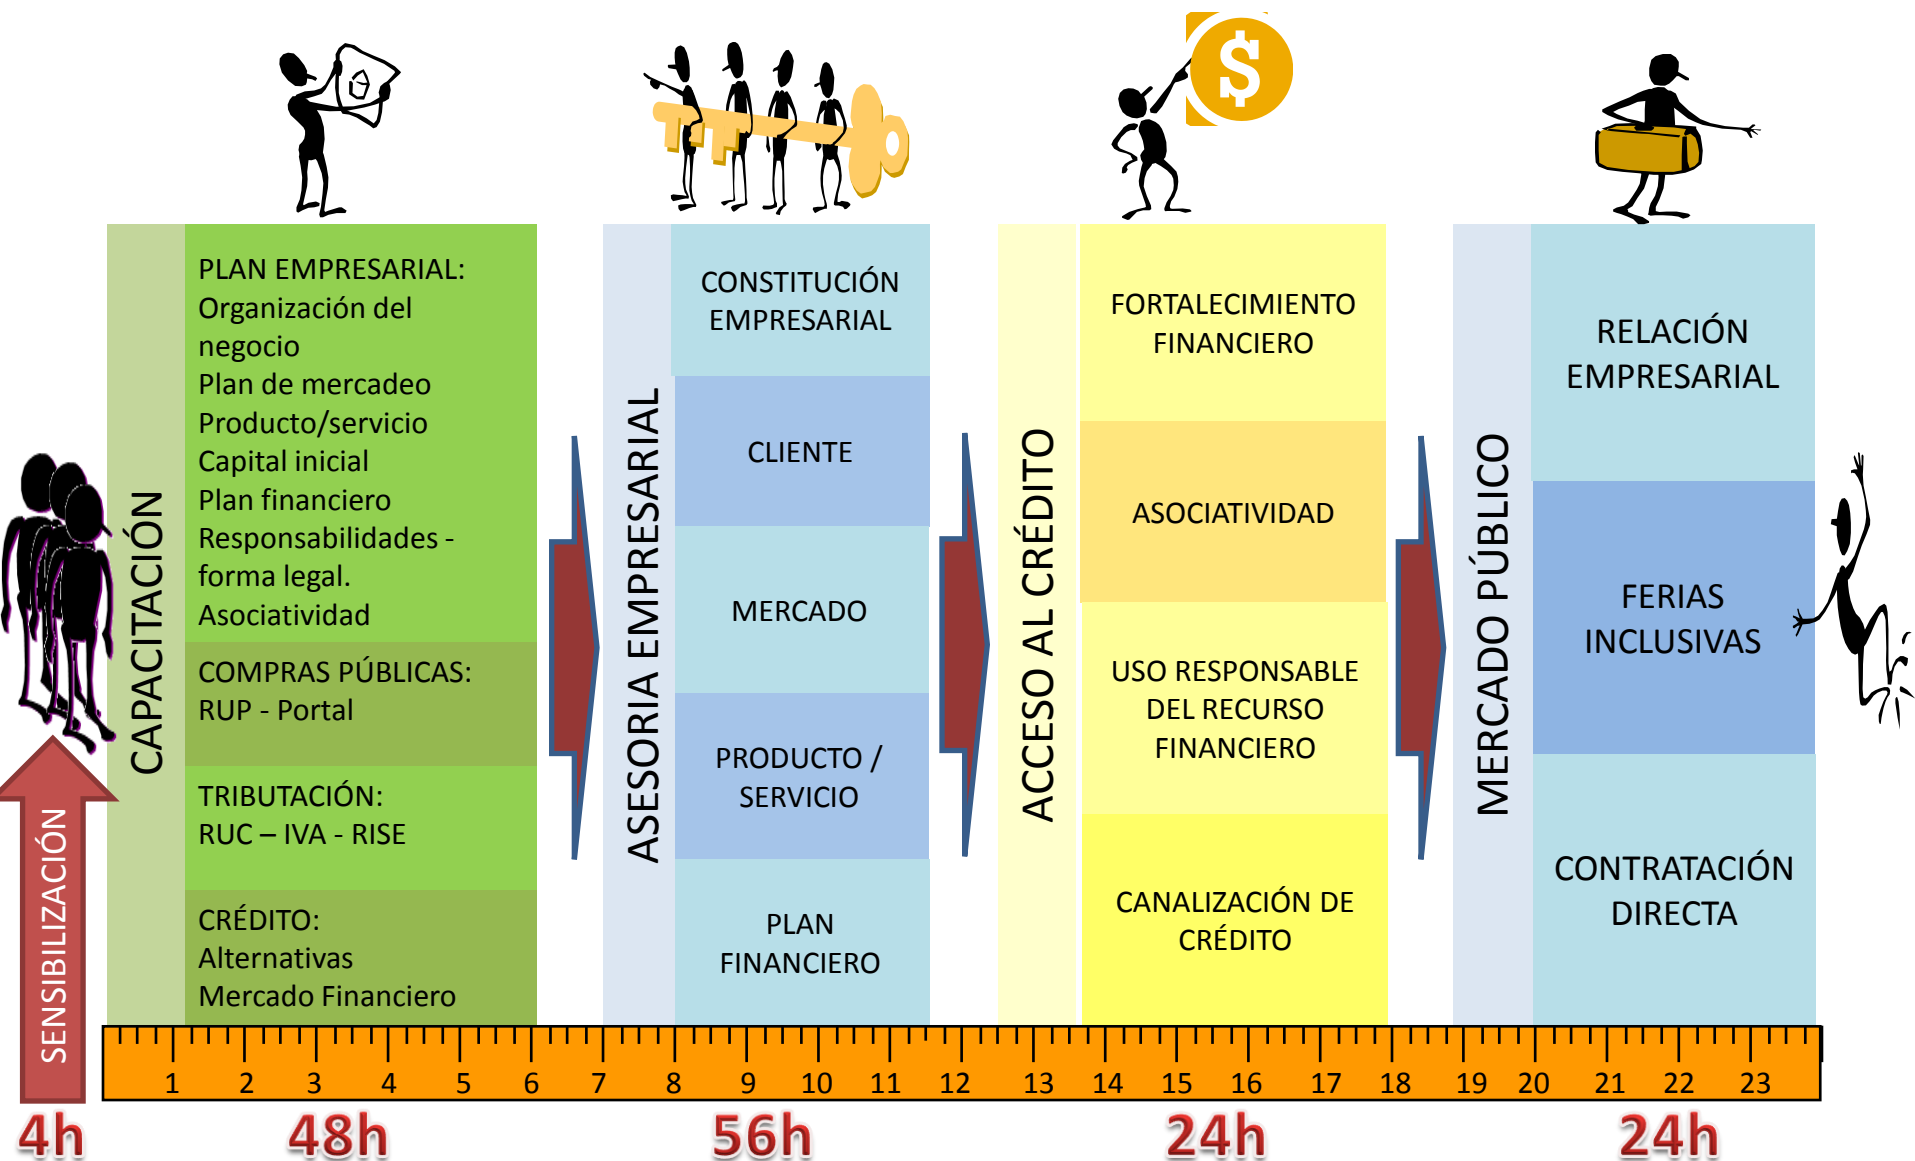 $
SENSIBILIZACIÓN
CAPACITACIÓN
PLAN EMPRESARIAL:
Organización del
negocio
Plan de mercadeo
Producto/servicio
Capital inicial
Plan financiero
Responsabilidades -
forma legal.
Asociatividad
COMPRAS PÚBLICAS:
RUP - Portal
TRIBUTACIÓN:
RUC – IVA - RISE
CRÉDITO:
Alternativas
Mercado Financiero
ASESORIA EMPRESARIAL
CONSTITUCIÓN
EMPRESARIAL
CLIENTE
MERCADO
PRODUCTO /
SERVICIO
PLAN
FINANCIERO
ACCESO AL CRÉDITO
FORTALECIMIENTO
FINANCIERO
ASOCIATIVIDAD
USO RESPONSABLE
DEL RECURSO
FINANCIERO
CANALIZACIÓN DE
CRÉDITO
MERCADO PÚBLICO
RELACIÓN
EMPRESARIAL
FERIAS
INCLUSIVAS
CONTRATACIÓN
DIRECTA
1 2 3 4 5 6 7 8 9 10 11 12 13 14 15 16 17 18 19 20 21 22 23
4h 48h 56h 24h 24h